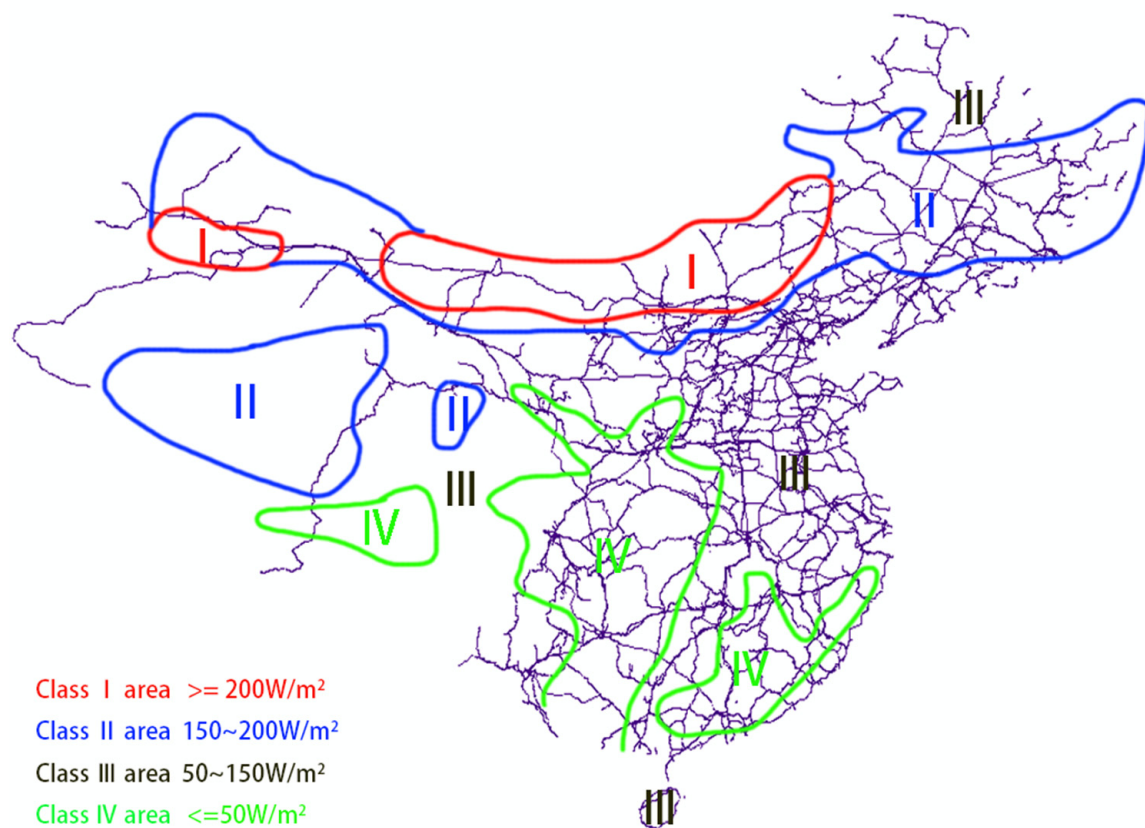 III
II
I
I
II
II
III
III
IV
IV
IV
Class I area >= 200W/m²
Class II area 150~200W/m²
Class III area 50~150W/m²
Class IV area <=50W/m²
III